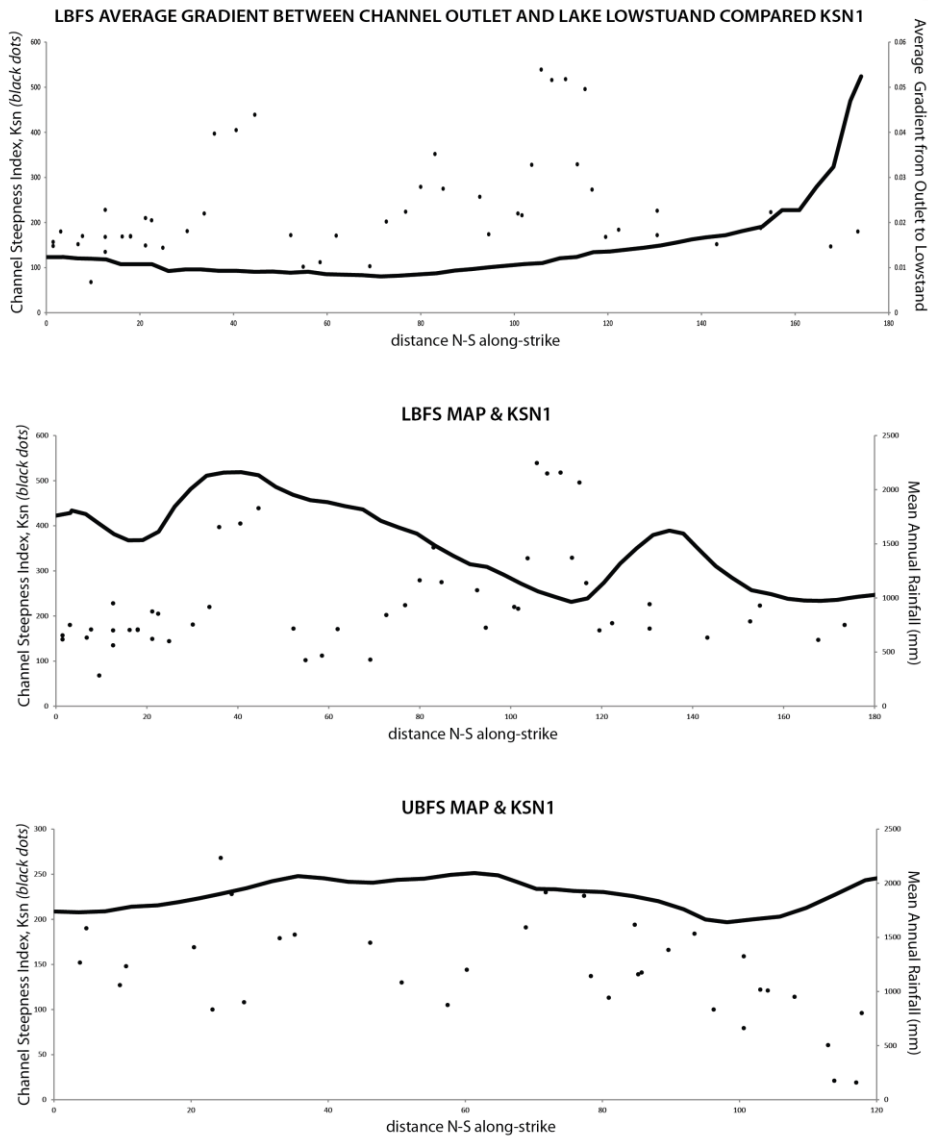 LBFS AVERAGE GRADIENT BETWEEN CHANNEL OUTLET AND LAKE LOWSTUAND COMPARED KSN1
Channel Steepness Index, Ksn (black dots)
600
500
400
300
200
100
0
0.06
0.05
0.04
0.03
0.02
0.01
0
Average Gradient from Outlet to Lowstand
0 20 40 60 80 100 120 140 160 180
distance N-S along-strike
LBFS MAP & KSN1
Channel Steepness Index, Ksn (black dots)
600
500
400
300
200
100
0
2500
2000
1500
1000
500
0
Mean Annual Rainfall (mm)
0 20 40 60 80 100 120 140 160 180
distance N-S along-strike
UBFS MAP & KSN1
Channel Steepness Index, Ksn (black dots)
300
250
200
150
100
50
0
2500
2000
1500
1000
500
0
Mean Annual Rainfall (mm)
0 20 40 60 80 100 120
distance N-S along-strike